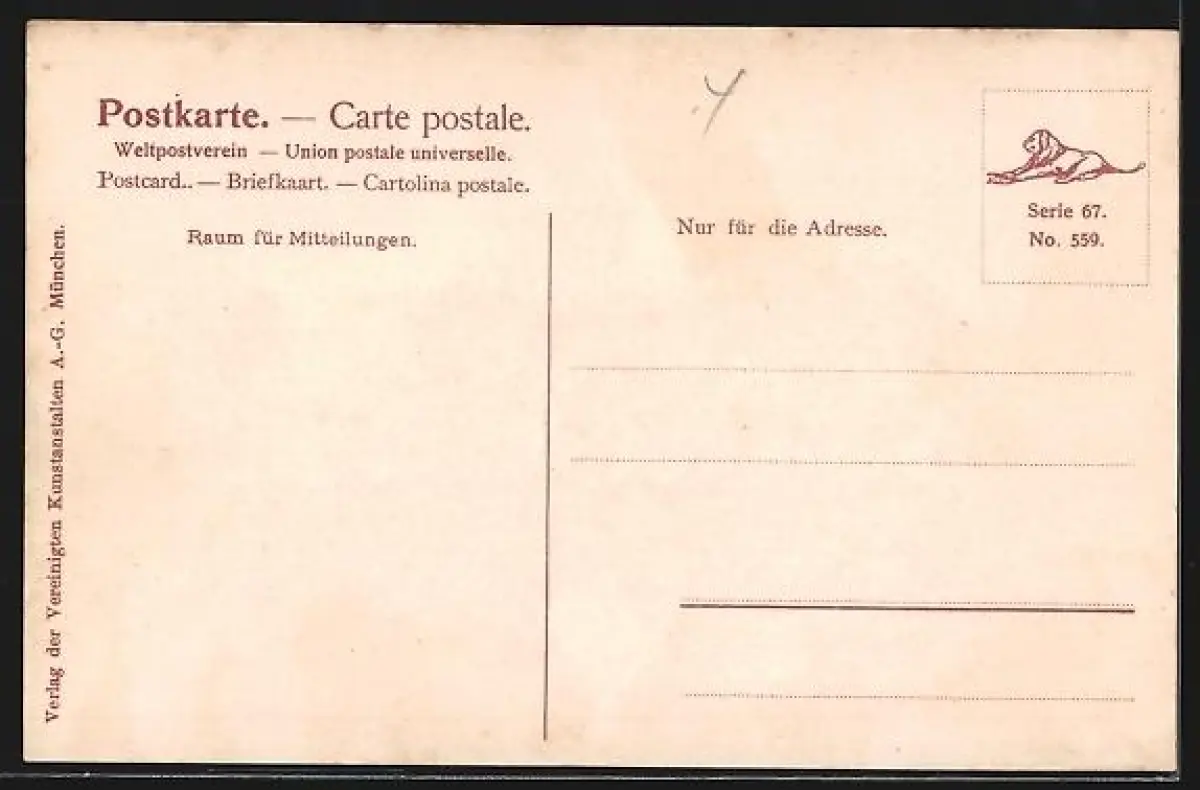 Postkarte. — Carte postale.
Weltpostverein — Union postale universelle.
Postcard.. — Briefkaart. — Cartolina postale.
Raum für Mitteilungen.
Nur für die Adresse.
Serie 67.
No. 559.
Verlag der Vereinigten Kunstanstalten A.-G. München.
4